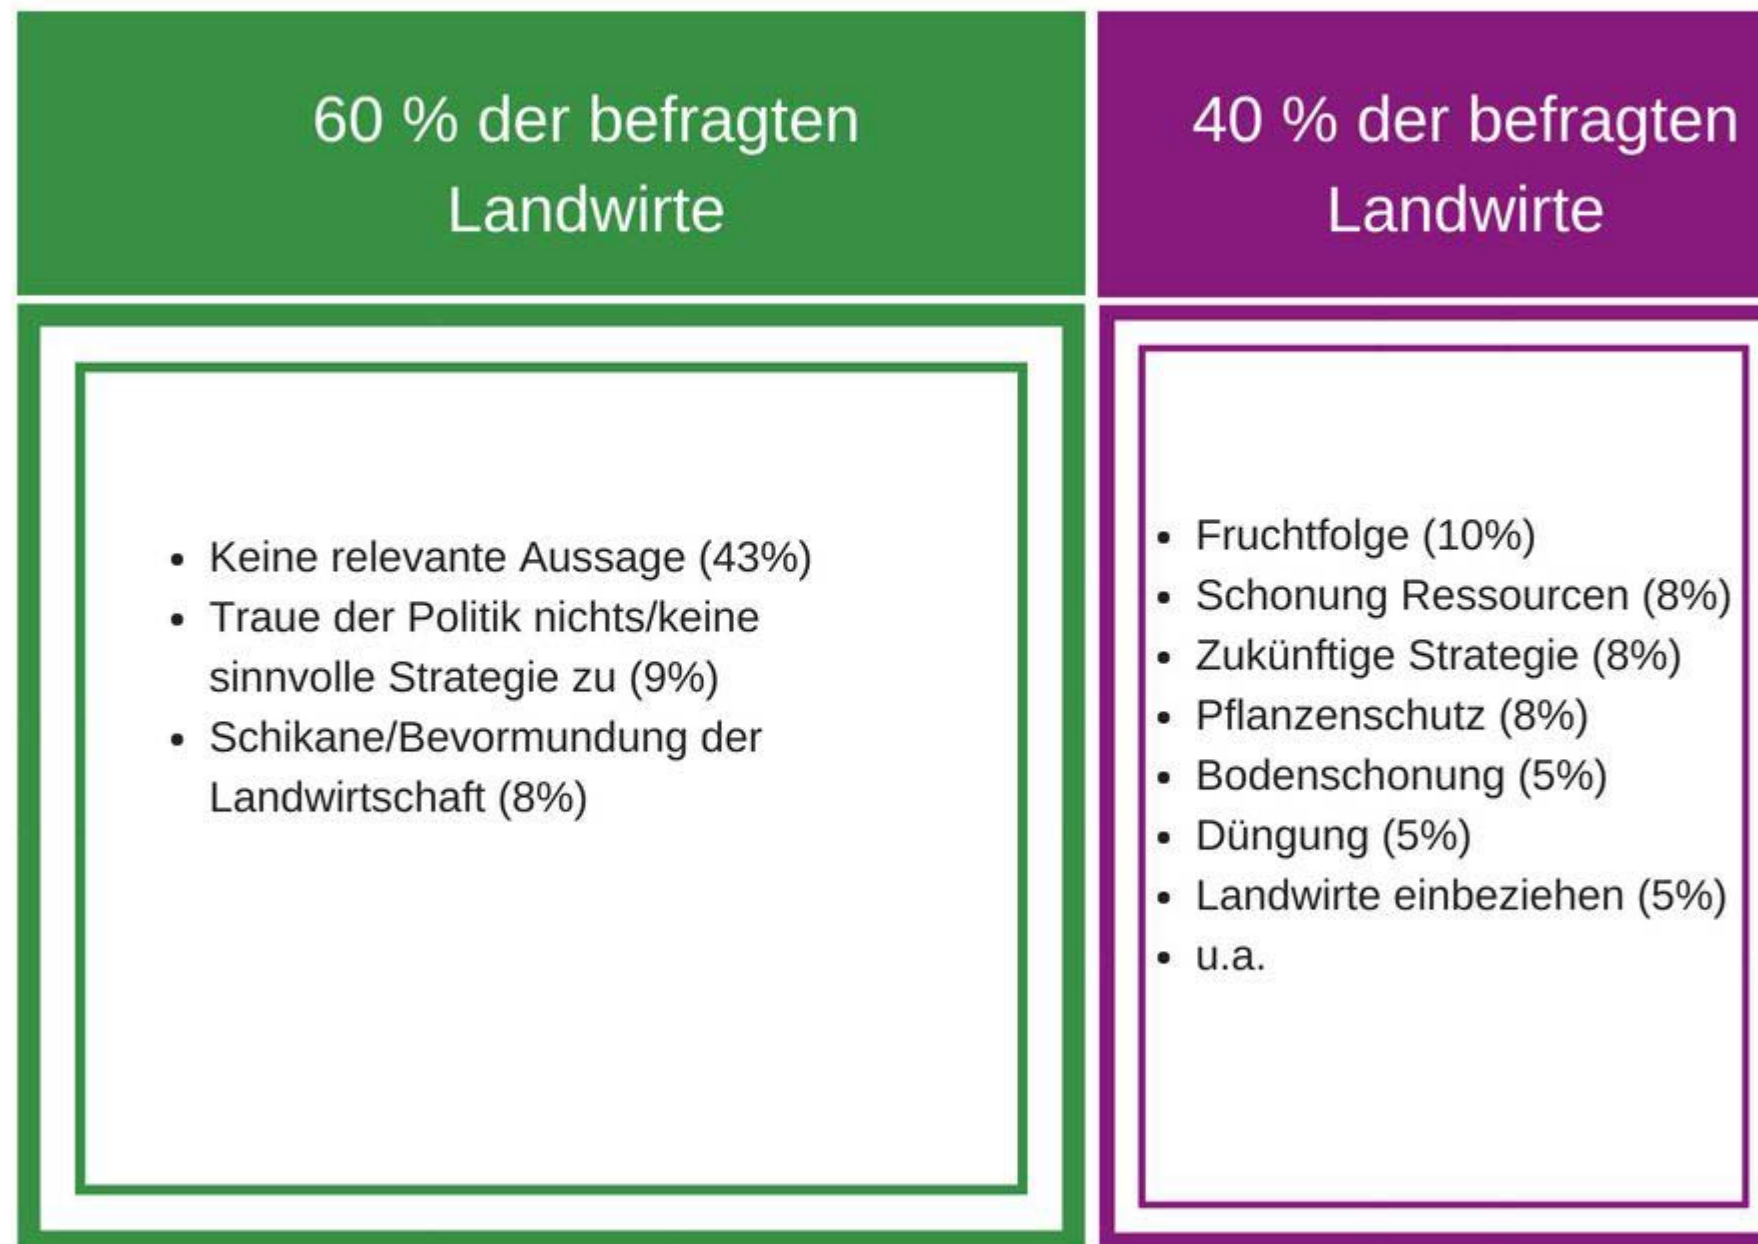 60 % der befragten
Landwirte
• Keine relevante Aussage (43%)
• Traue der Politik nichts/keine
sinnvolle Strategie zu (9%)
• Schikane/Bevormundung der
Landwirtschaft (8%)
40 % der befragten
Landwirte
• Fruchtfolge (10%)
• Schonung Ressourcen (8%)
• Zukünftige Strategie (8%)
• Pflanzenschutz (8%)
• Bodenschonung (5%)
• Düngung (5%)
• Landwirte einbeziehen (5%)
• u.a.